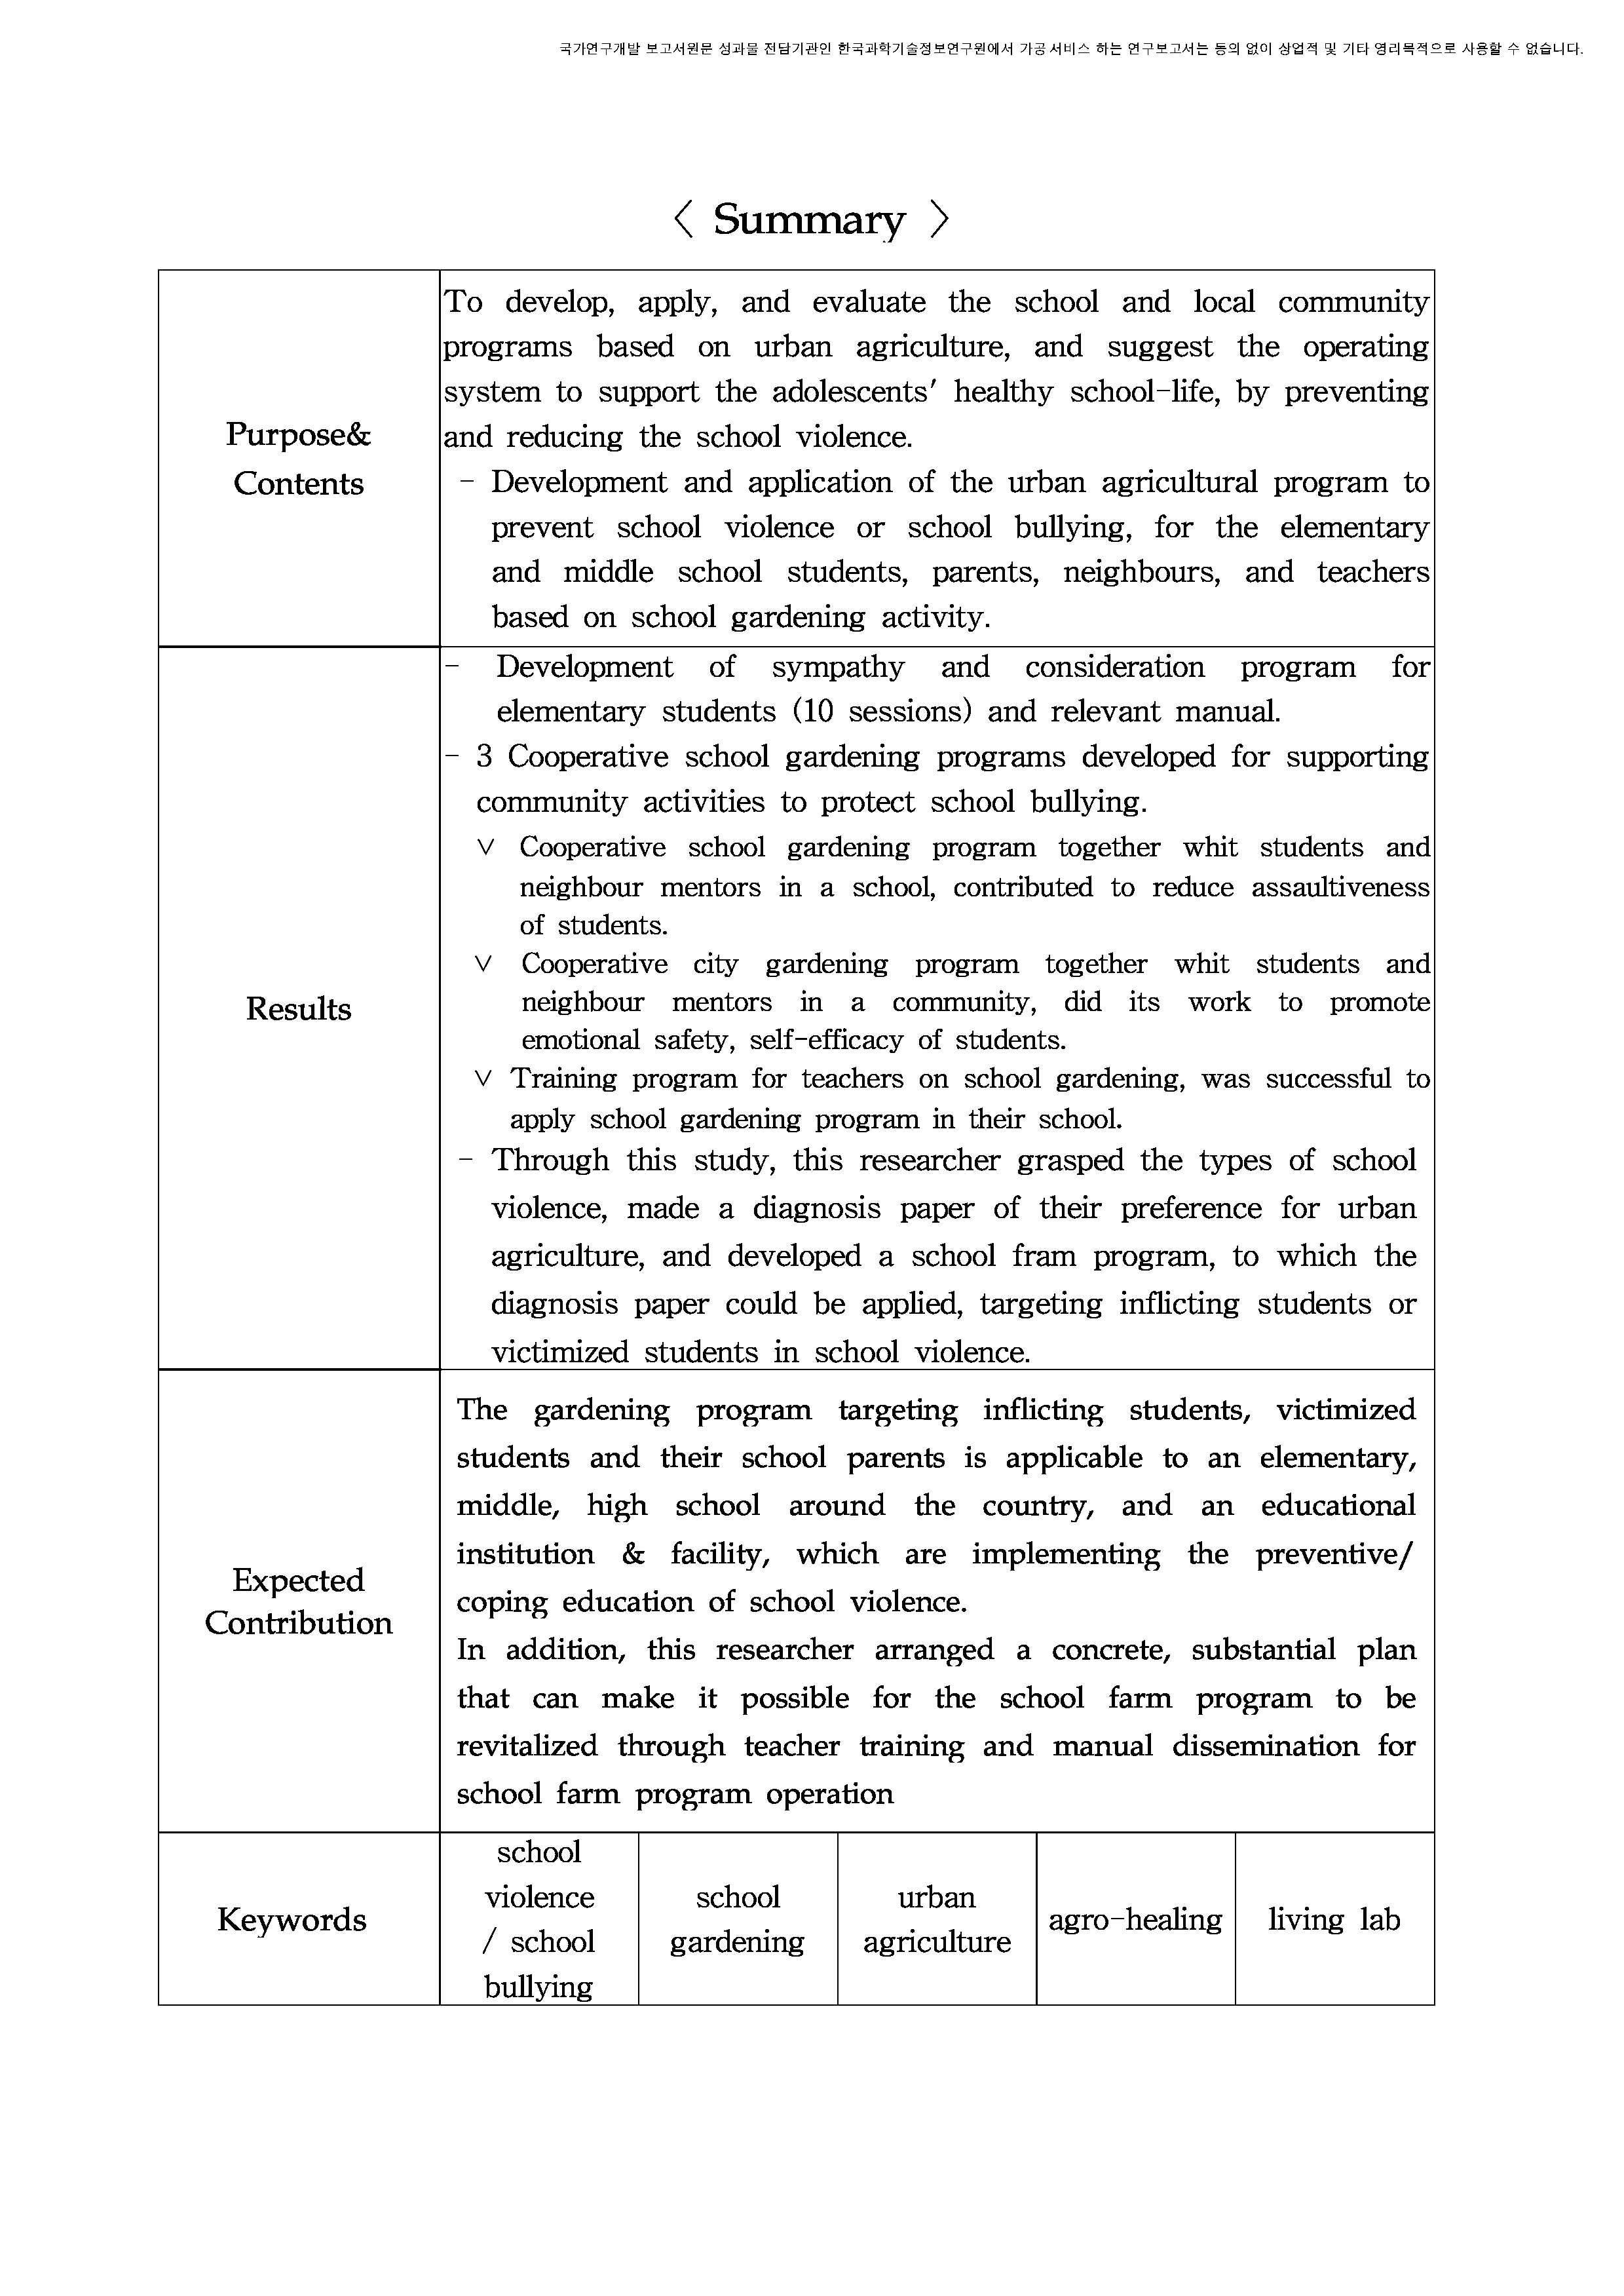 국가연구개발 보고서원문 성과물 전담기관인 한국과학기술정보연구원에서 가공·서비스 하는 연구보고서는 동의 없이 상업적 및 기타 영리목적으로 사용할 수 없습니다.
〈 Summary 〉
Purpose&
Contents
To develop, apply, and evaluate the school and local community
programs based on urban agriculture, and suggest the operating
system to support the adolescents' healthy school-life, by preventing
and reducing the school violence.
- Development and application of the urban agricultural program to
prevent school violence or school bullying, for the elementary
and middle school students, parents, neighbours, and teachers
based on school gardening activity.
Results
- Development of sympathy and consideration program for
elementary students (10 sessions) and relevant manual.
- 3 Cooperative school gardening programs developed for supporting
community activities to protect school bullying.
∨ Cooperative school gardening program together whit students and
neighbour mentors in a school, contributed to reduce assaultiveness
of students.
∨ Cooperative city gardening program together whit students and
neighbour mentors in a community, did its work to promote
emotional safety, self-efficacy of students.
∨ Training program for teachers on school gardening, was successful to
apply school gardening program in their school.
- Through this study, this researcher grasped the types of school
violence, made a diagnosis paper of their preference for urban
agriculture, and developed a school fram program, to which the
diagnosis paper could be applied, targeting inflicting students or
victimized students in school violence.
Expected
Contribution
The gardening program targeting inflicting students, victimized
students and their school parents is applicable to an elementary,
middle, high school around the country, and an educational
institution & facility, which are implementing the preventive/
coping education of school violence.
In addition, this researcher arranged a concrete, substantial plan
that can make it possible for the school farm program to be
revitalized through teacher training and manual dissemination for
school farm program operation
Keywords
school
violence
/ school
bullying
school
gardening
urban
agriculture
agro-healing
living lab